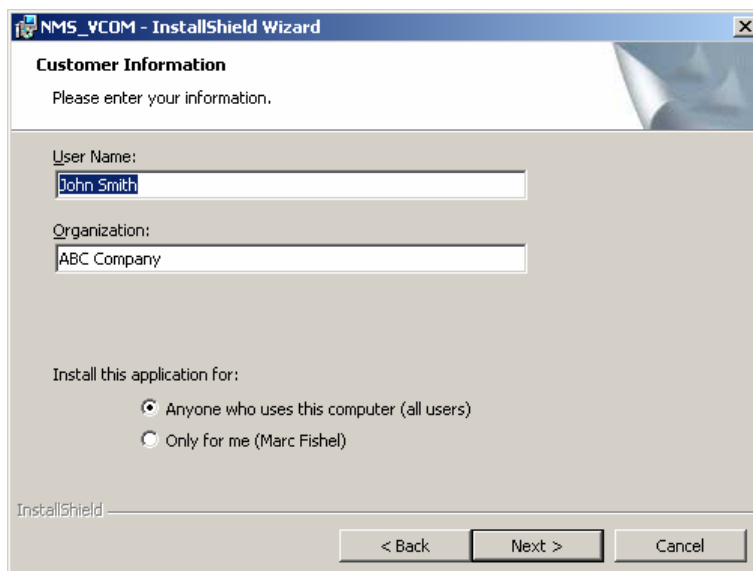 NMS_VCOM - InstallShield Wizard
Customer Information
Please enter your information.
User Name:
John Smith
Organization:
ABC Company
Install this application for:
Anyone who uses this computer (all users)
Only for me (Marc Fishel)
InstallShield
< Back Next > Cancel